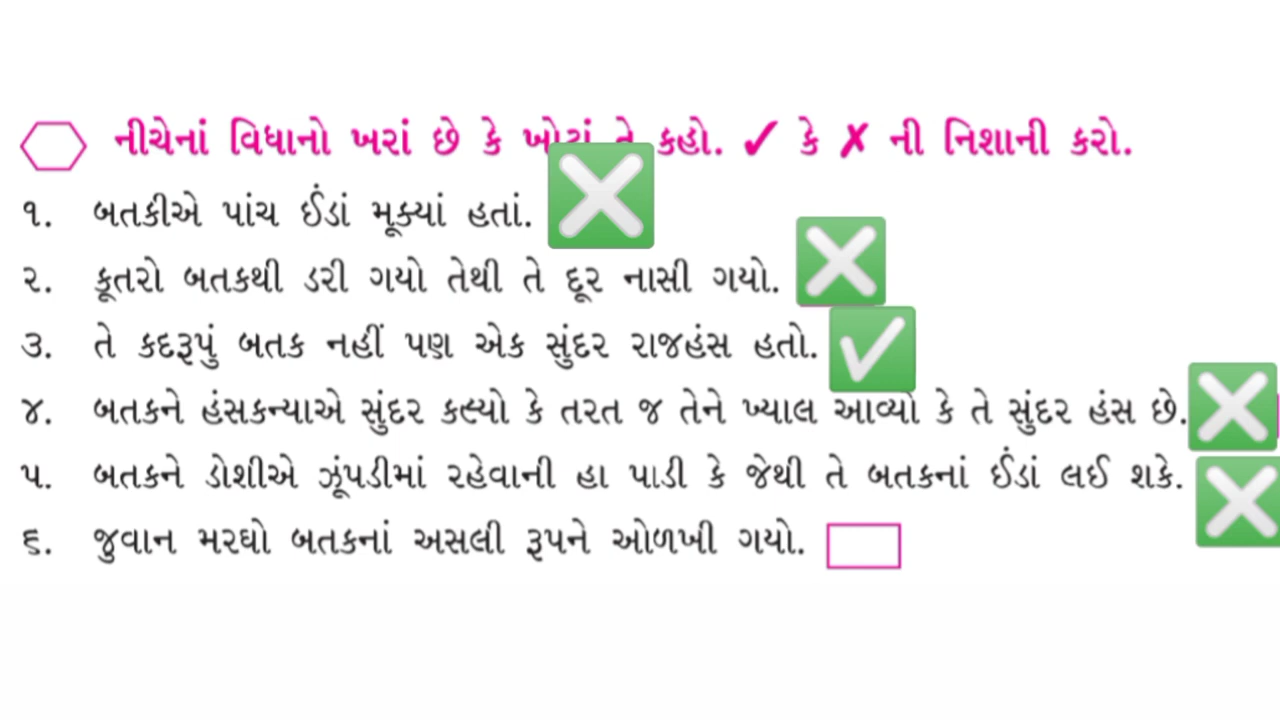 નીચેનાં વિધાનો ખરાં છે કે કહો. ✓ કે ✗ ની નિશાની કરો.
૧. બતકીએ પાંચ ઈંડાં મૂક્યાં હતાં. ❎
૨. કૂતરો બતકથી ડરી ગયો તેથી તે દૂર નાસી ગયો. ❎
૩. તે કદરૂપું બતક નહીં પણ એક સુંદર રાજહંસ હતો. ✅
૪. બતકને હંસકન્યાએ સુંદર કહ્યો કે તરત જ તેને ખ્યાલ આવ્યો કે તે સુંદર હંસ છે. ❎
૫. બતકને ડોશીએ ઝૂંપડીમાં રહેવાની હા પાડી કે જેથી તે બતકનાં ઈંડાં લઈ શકે. ❎
૬. જુવાન મરઘો બતકનાં અસલી રૂપને ઓળખી ગયો.